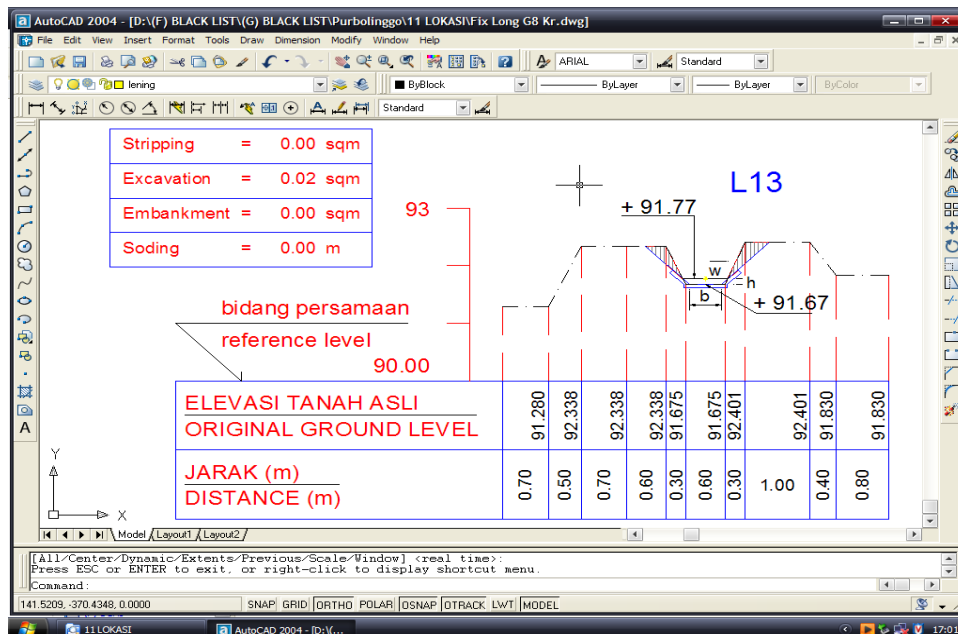 AutoCAD 2004 - [D:\(F) BLACK LIST\(G) BLACK LIST\Purbolinggo\11 LOKASI\Fix Long G8 Kr.dwg]
File Edit View Insert Format Tools Draw Dimension Modify Window Help
ARIAL Standard
lening ByBlock ByLayer ByLayer ByColor
Standard
Stripping = 0.00 sqm
Excavation = 0.02 sqm
Embankment = 0.00 sqm
Soding = 0.00 m
93
L13
+ 91.77
w
h
b
+ 91.67
bidang persamaan
reference level
90.00
ELEVASI TANAH ASLI
ORIGINAL GROUND LEVEL
91.280 92.338 92.338 92.338 91.675 91.675 92.401 92.401 91.830 91.830
JARAK (m)
DISTANCE (m)
0.70 0.50 0.70 0.60 0.30 0.60 0.30 1.00 0.40 0.80
Y
X
Model Layout1 Layout2
[All/Center/Dynamic/Extents/Previous/Scale/Window] <real time>:
Press ESC or ENTER to exit, or right-click to display shortcut menu.
Command:
141.5209, -370.4348, 0.0000 SNAP GRID ORTHO POLAR OSNAP OTRACK LWT MODEL
11 LOKASI AutoCAD 2004 - [D:\(... 17:01